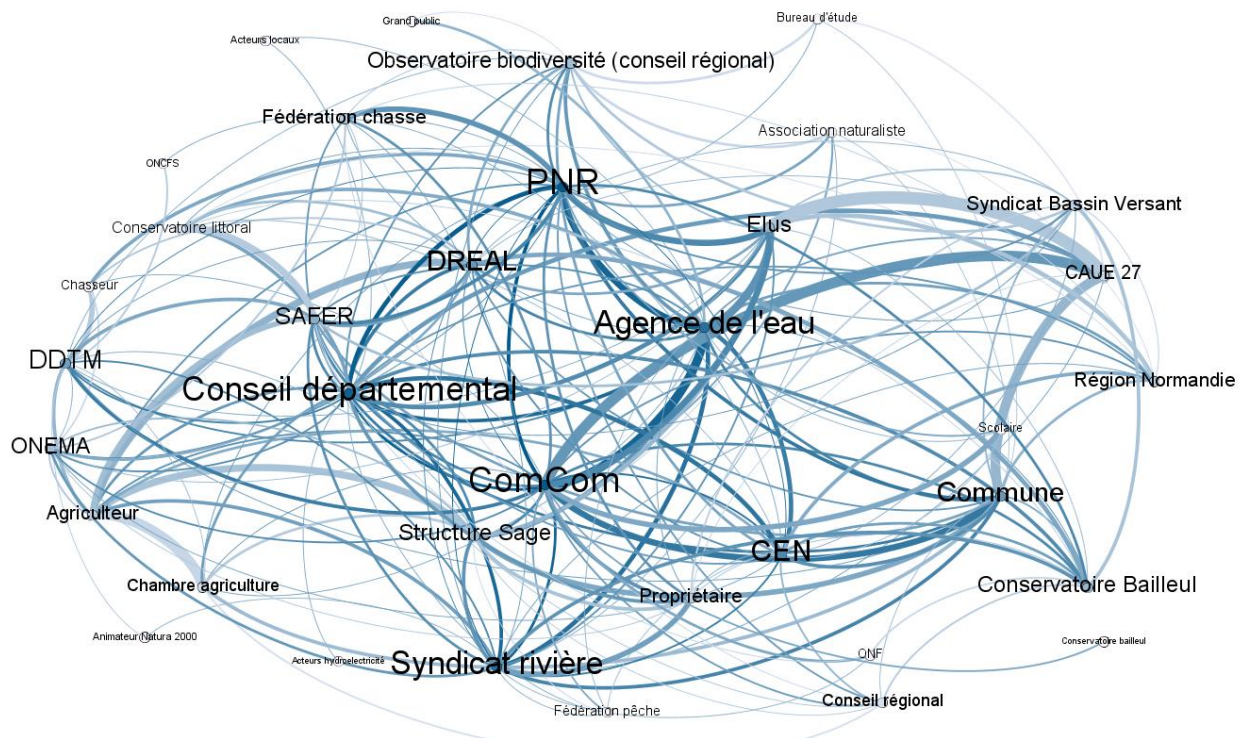 Grand public
Bureau d'étude
Acteurs locaux
Observatoire biodiversité (conseil régional)
Fédération chasse
Association naturaliste
ONCFS
PNR
Syndicat Bassin Versant
Elus
Conservatoire littoral
DREAL
CAUE 27
Chasseur
SAFER
Agence de l'eau
DDTM
Conseil départemental
Région Normandie
Scolaire
ONEMA
ComCom
Commune
Agriculteur
Structure Sage
CEN
Chambre agriculture
Propriétaire
Conservatoire Bailleul
Animateur Natura 2000
Conservatoire bailleul
Acteurs hydroelectricité
Syndicat rivière
ONF
Conseil régional
Fédération pêche